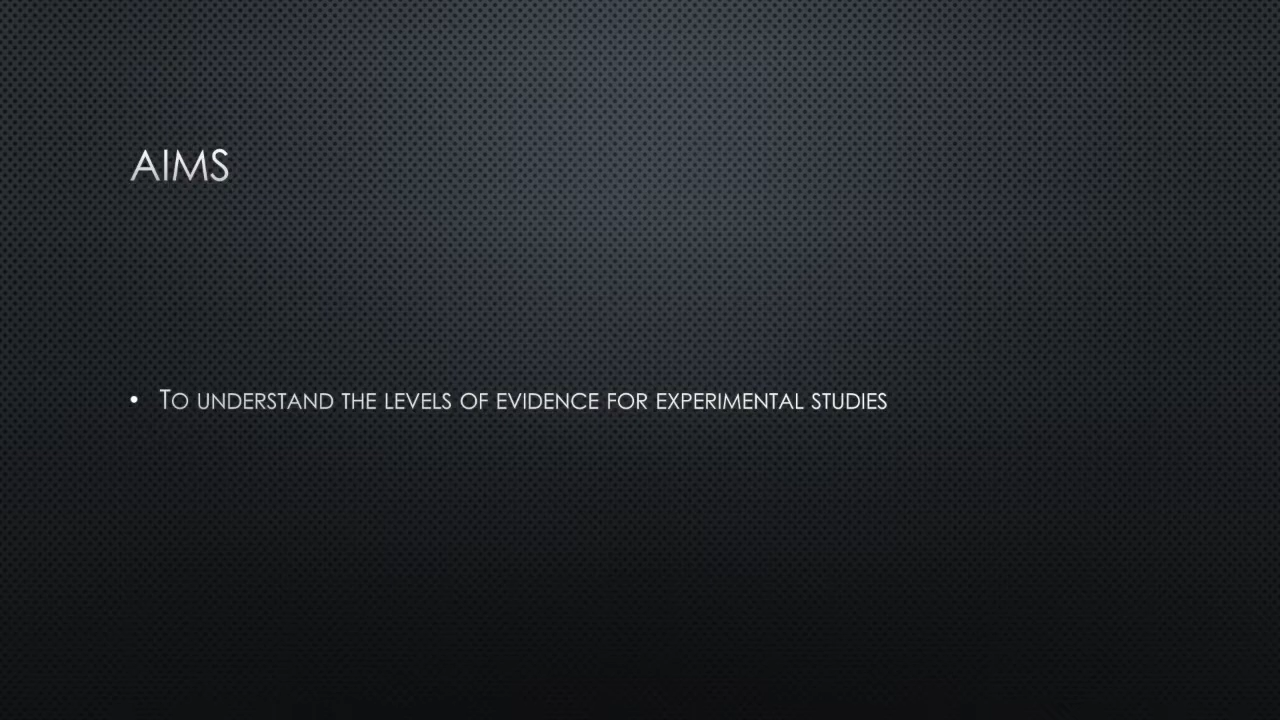 AIMS
• To understand the levels of evidence for experimental studies